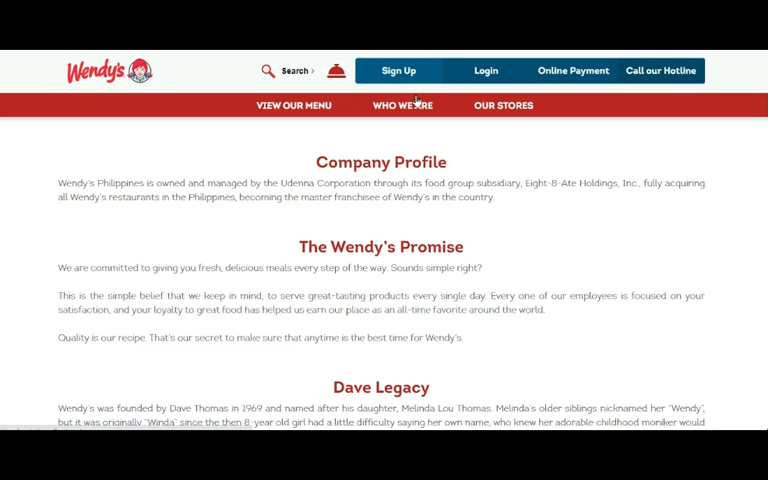 Wendy's
Search ›
Sign Up
Login
Online Payment
Call our Hotline
VIEW OUR MENU
WHO WE ARE
OUR STORES
Company Profile
Wendy's Philippines is owned and managed by the Udenna Corporation through its food group subsidiary, Eight-8-Ate Holdings, Inc., fully acquiring
all Wendy's restaurants in the Philippines, becoming the master franchisee of Wendy's in the country.
The Wendy's Promise
We are committed to giving you fresh, delicious meals every step of the way. Sounds simple right?
This is the simple belief that we keep in mind, to serve great-tasting products every single day. Every one of our employees is focused on your
satisfaction, and your loyalty to great food has helped us earn our place as an all-time favorite around the world.
Quality is our recipe. That's our secret to make sure that anytime is the best time for Wendy's.
Dave Legacy
Wendy's was founded by Dave Thomas in 1969 and named after his daughter, Melinda Lou Thomas. Melinda's older siblings nicknamed her "Wendy",
but it was originally "Winda" since the then 8-year old girl had a little difficulty saying her own name, who knew her adorable childhood moniker would